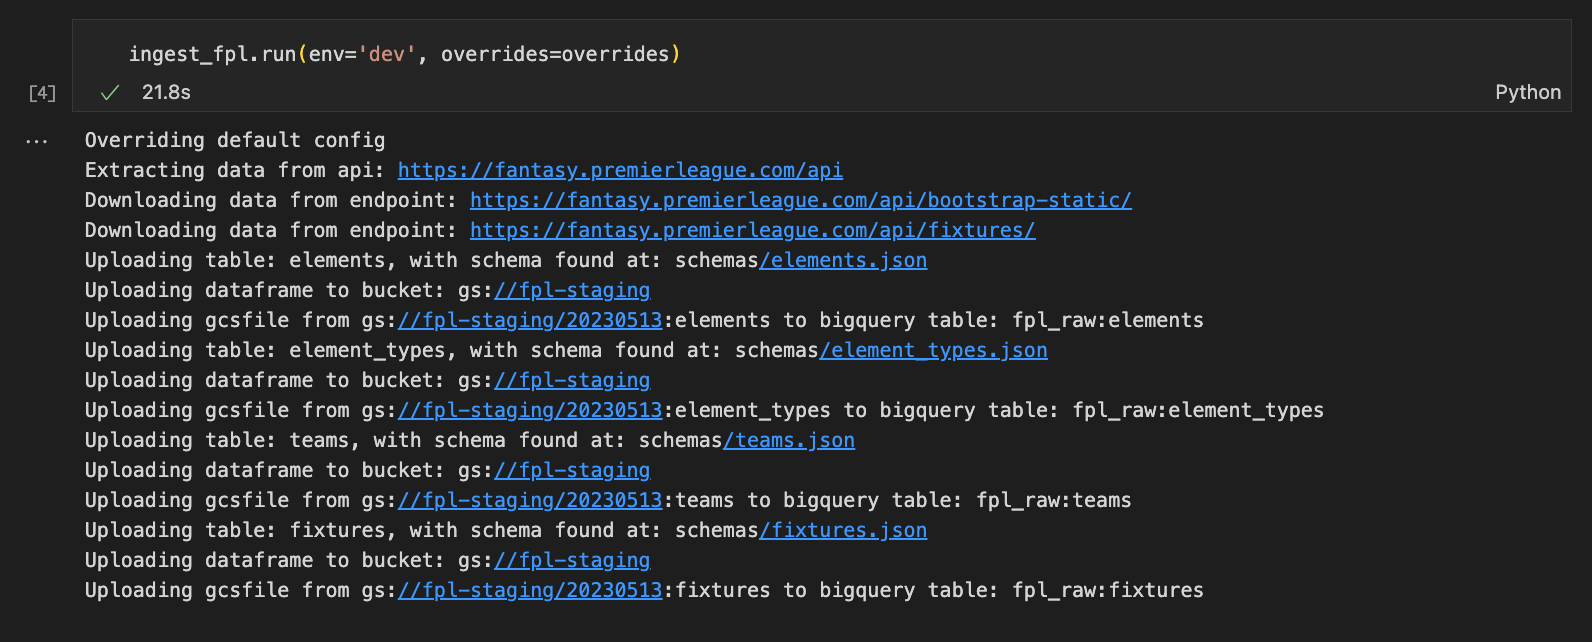 ingest_fpl.run(env='dev', overrides=overrides)
[4] ✓ 21.8s Python
... Overriding default config
Extracting data from api: https://fantasy.premierleague.com/api
Downloading data from endpoint: https://fantasy.premierleague.com/api/bootstrap-static/
Downloading data from endpoint: https://fantasy.premierleague.com/api/fixtures/
Uploading table: elements, with schema found at: schemas/elements.json
Uploading dataframe to bucket: gs://fpl-staging
Uploading gcsfile from gs://fpl-staging/20230513:elements to bigquery table: fpl_raw:elements
Uploading table: element_types, with schema found at: schemas/element_types.json
Uploading dataframe to bucket: gs://fpl-staging
Uploading gcsfile from gs://fpl-staging/20230513:element_types to bigquery table: fpl_raw:element_types
Uploading table: teams, with schema found at: schemas/teams.json
Uploading dataframe to bucket: gs://fpl-staging
Uploading gcsfile from gs://fpl-staging/20230513:teams to bigquery table: fpl_raw:teams
Uploading table: fixtures, with schema found at: schemas/fixtures.json
Uploading dataframe to bucket: gs://fpl-staging
Uploading gcsfile from gs://fpl-staging/20230513:fixtures to bigquery table: fpl_raw:fixtures